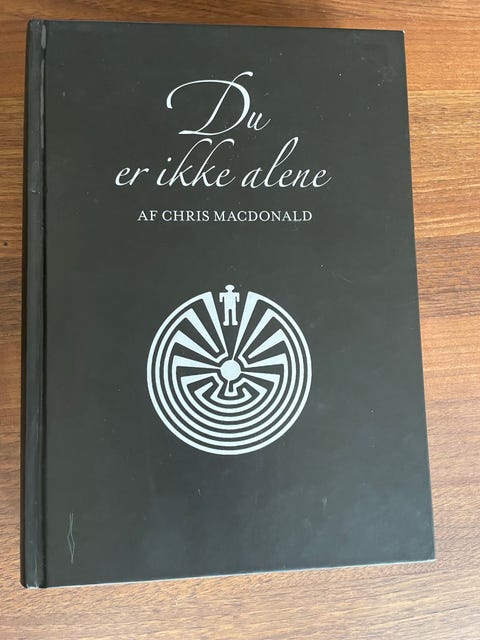 Du
er ikke alene
AF CHRIS MACDONALD